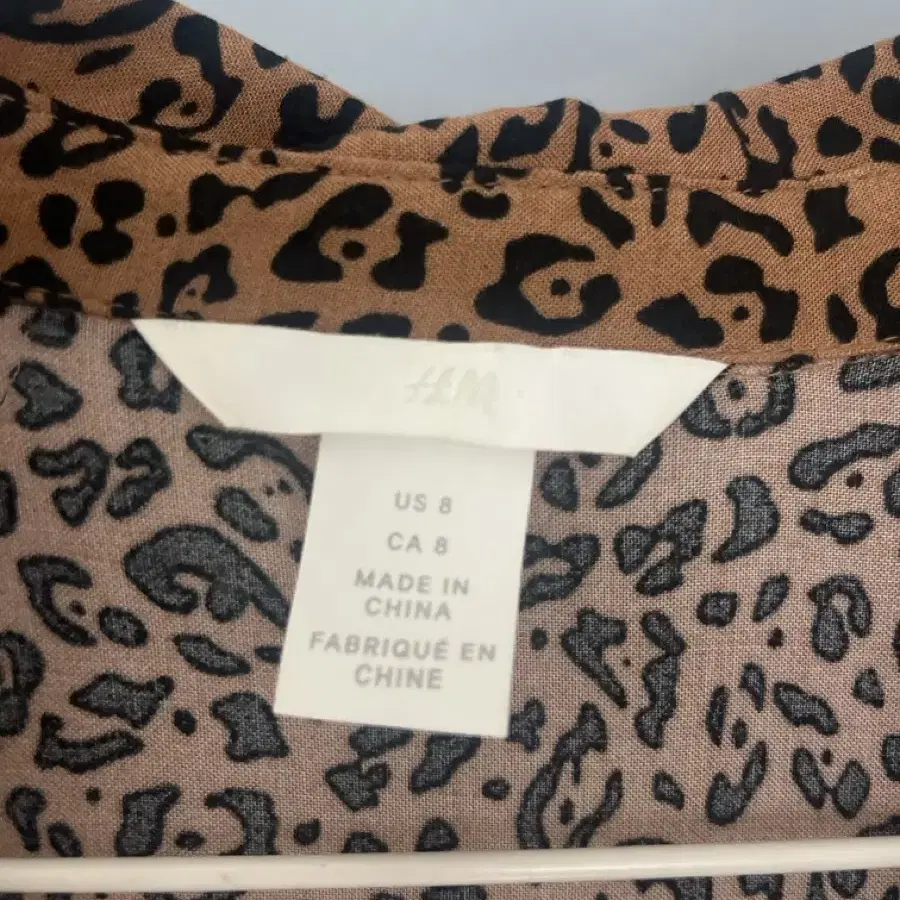 H&M
US 8
CA 8
MADE IN
CHINA
FABRIQUÉ EN
CHINE